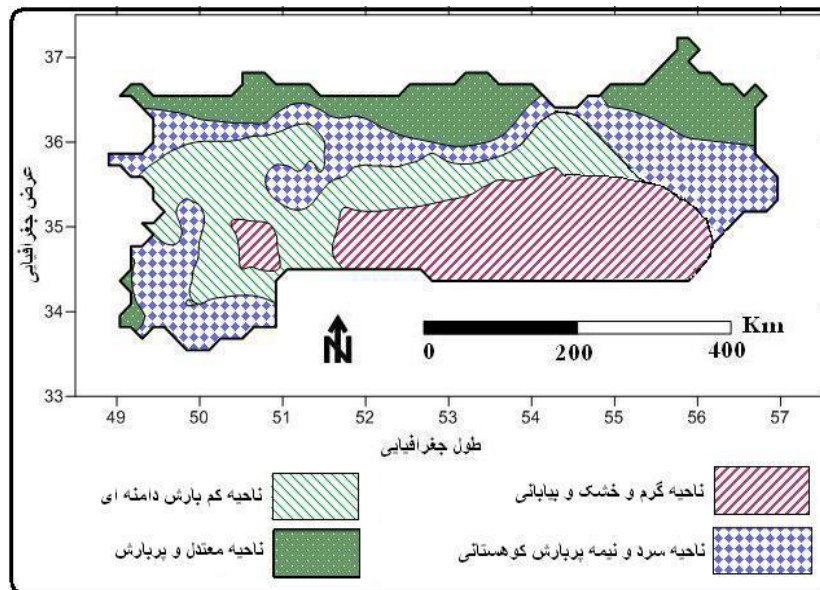 37
36
35
34
33
عرض جغرافیایی
49 50 51 52 53 54 55 56 57
طول جغرافیایی
N
Km
0 200 400
ناحیه کم بارش دامنه ای
ناحیه گرم و خشک و بیابانی
ناحیه معتدل و پربارش
ناحیه سرد و نیمه پربارش کوهستانی